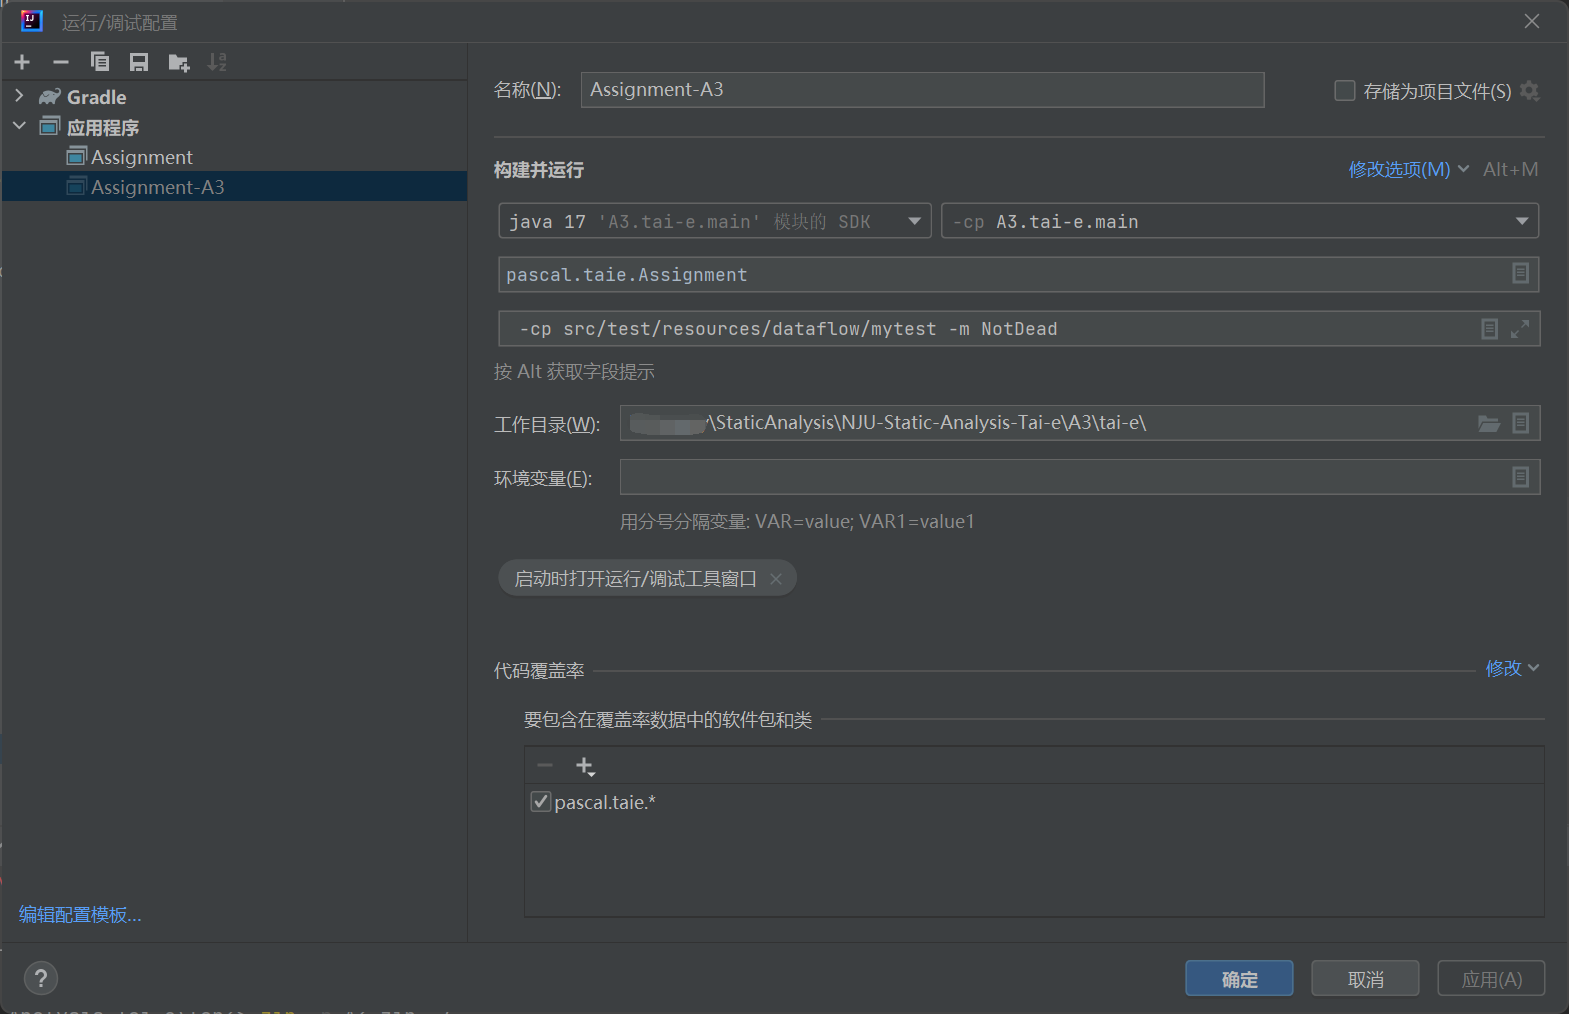 运行/调试配置
Gradle
应用程序
Assignment
Assignment-A3
编辑配置模板...
名称(N):
Assignment-A3
存储为项目文件(S)
构建并运行
修改选项(M)
Alt+M
java 17 'A3.tai-e.main' 模块的 SDK
-cp A3.tai-e.main
pascal.taie.Assignment
-cp src/test/resources/dataflow/mytest -m NotDead
按 Alt 获取字段提示
工作目录(W):
\StaticAnalysis\NJU-Static-Analysis-Tai-e\A3\tai-e\
环境变量(E):
用分号分隔变量: VAR=value; VAR1=value1
启动时打开运行/调试工具窗口
代码覆盖率
修改
要包含在覆盖率数据中的软件包和类
pascal.taie.*
?
确定
取消
应用(A)